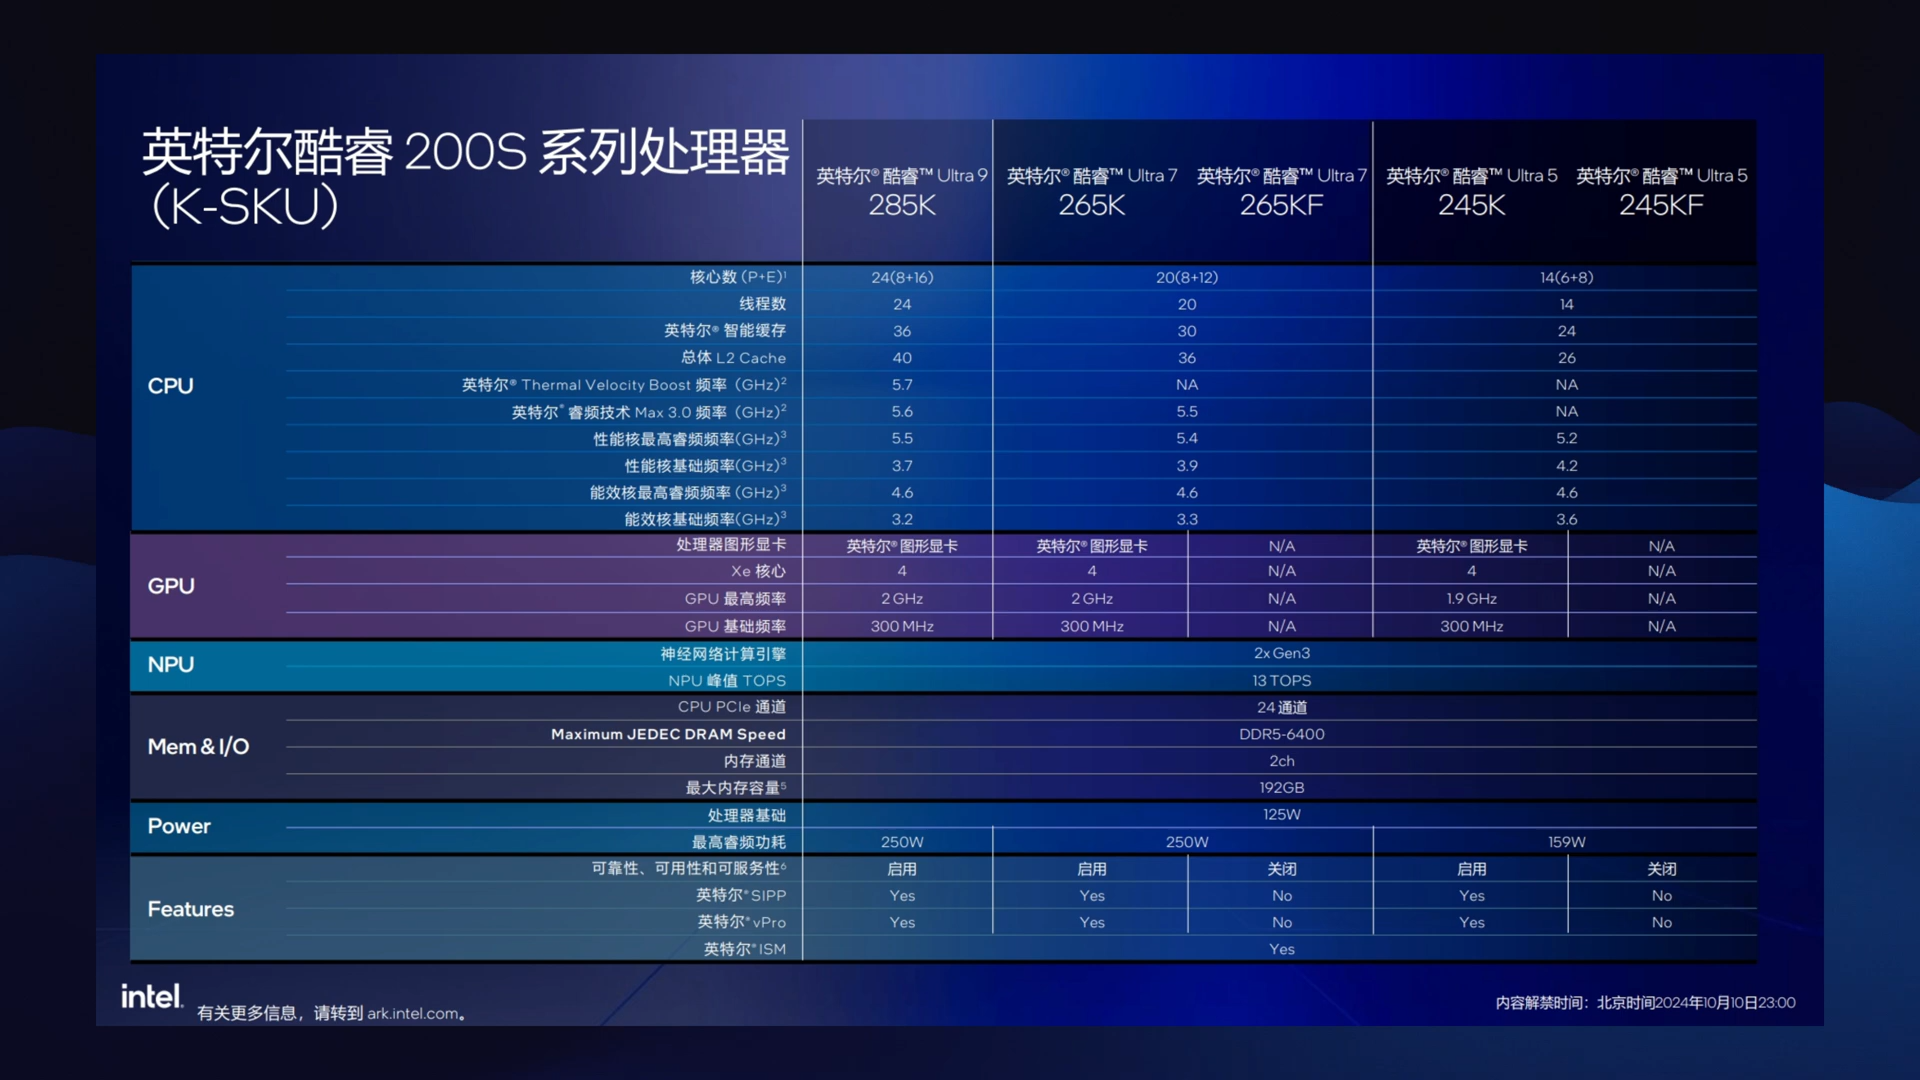 英特尔酷睿 200S 系列处理器
（K-SKU）
英特尔® 酷睿™ Ultra 9 285K
英特尔® 酷睿™ Ultra 7 265K
英特尔® 酷睿™ Ultra 7 265KF
英特尔® 酷睿™ Ultra 5 245K
英特尔® 酷睿™ Ultra 5 245KF
CPU
核心数 (P+E)¹ 24(8+16) 20(8+12) 14(6+8)
线程数 24 20 14
英特尔® 智能缓存 36 30 24
总体 L2 Cache 40 36 26
英特尔® Thermal Velocity Boost 频率（GHz)² 5.7 NA NA
英特尔® 睿频技术 Max 3.0 频率（GHz)² 5.6 5.5 NA
性能核最高睿频频率(GHz)³ 5.5 5.4 5.2
性能核基础频率(GHz)³ 3.7 3.9 4.2
能效核最高睿频频率 (GHz)³ 4.6 4.6 4.6
能效核基础频率(GHz)³ 3.2 3.3 3.6
GPU
处理器图形显卡 英特尔® 图形显卡 英特尔® 图形显卡 N/A 英特尔® 图形显卡 N/A
Xe 核心 4 4 N/A 4 N/A
GPU 最高频率 2 GHz 2 GHz N/A 1.9 GHz N/A
GPU 基础频率 300 MHz 300 MHz N/A 300 MHz N/A
NPU
神经网络计算引擎 2x Gen3
NPU 峰值 TOPS 13 TOPS
Mem & I/O
CPU PCIe 通道 24 通道
Maximum JEDEC DRAM Speed DDR5-6400
内存通道 2ch
最大内存容量⁵ 192GB
Power
处理器基础 125W
最高睿频功耗 250W 250W 159W
Features
可靠性、可用性和可服务性⁶ 启用 启用 关闭 启用 关闭
英特尔® SIPP Yes Yes No Yes No
英特尔® vPro Yes Yes No Yes No
英特尔® ISM Yes
intel.
有关更多信息，请转到 ark.intel.com。
内容解禁时间：北京时间2024年10月10日23:00